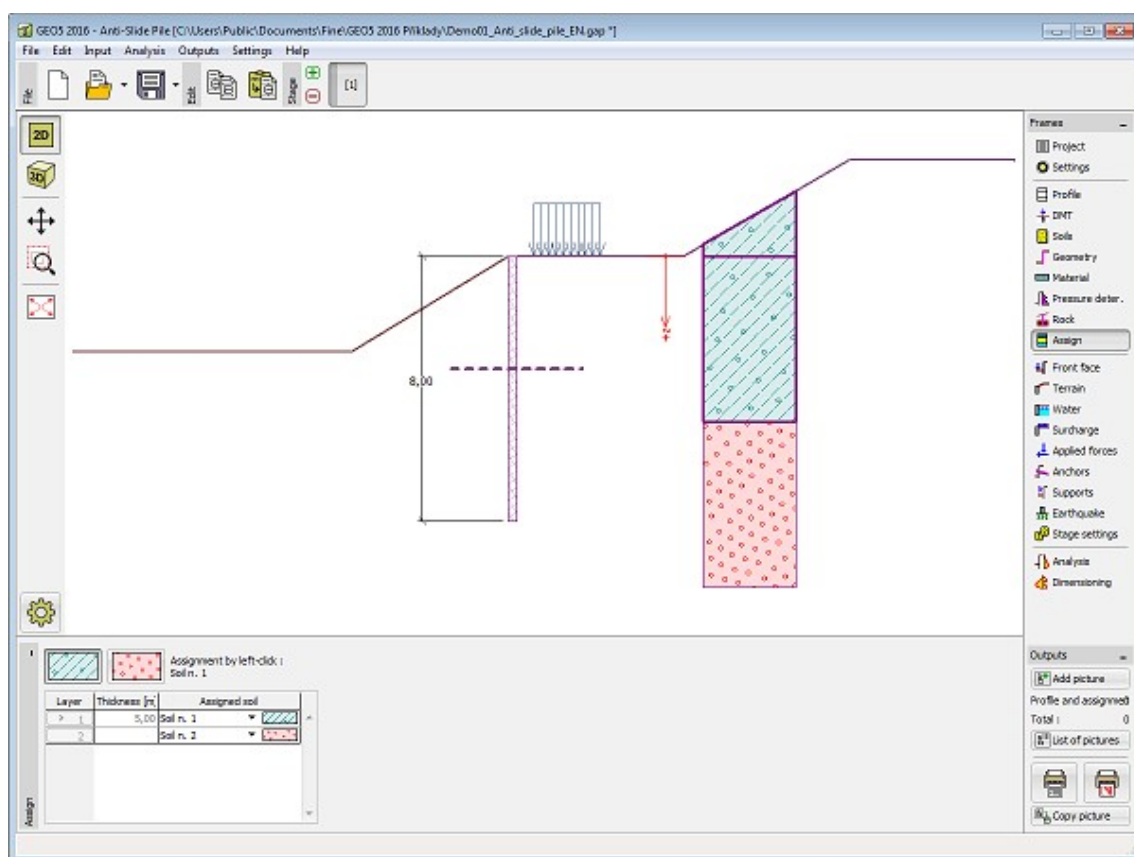 GEO5 2016 - Anti-Slide Pile [C:\Users\Public\Documents\Fine\GEO5 2016 Příklady\Demo01_Anti_slide_pile_EN.gap *]
File Edit Input Analysis Outputs Settings Help
File
Edit
Stage
[1]
2D
3D
8,00
+z
Frames
Project
Settings
Profile
DMT
Soils
Geometry
Material
Pressure deter.
Rock
Assign
Front face
Terrain
Water
Surcharge
Applied forces
Anchors
Supports
Earthquake
Stage settings
Analysis
Dimensioning
Outputs
Add picture
Profile and assignmen 0
Total : 0
List of pictures
Copy picture
Assign
Assignment by left-click :
Soil n. 1
Layer Thickness [m] Assigned soil
> 1 5,00 Soil n. 1
2 Soil n. 2